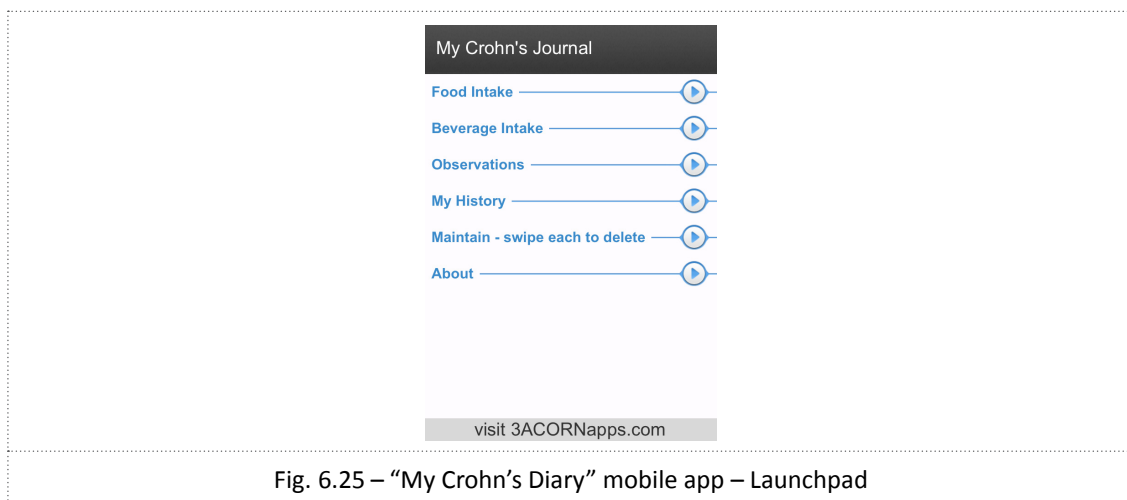 My Crohn's Journal
Food Intake
Beverage Intake
Observations
My History
Maintain - swipe each to delete
About
visit 3ACORNapps.com
Fig. 6.25 – “My Crohn’s Diary” mobile app – Launchpad